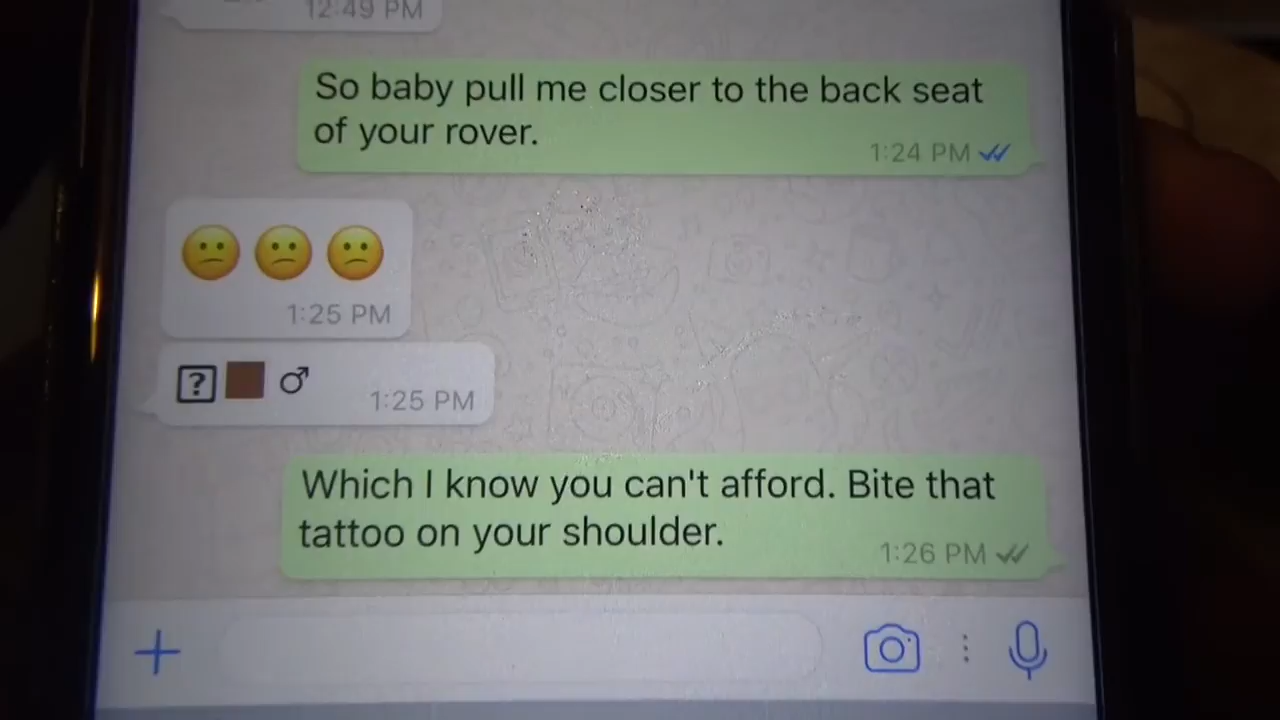 12:49 PM
So baby pull me closer to the back seat
of your rover.
1:24 PM
😕😕😕
1:25 PM
⍰🏾♂
1:25 PM
Which I know you can't afford. Bite that
tattoo on your shoulder.
1:26 PM